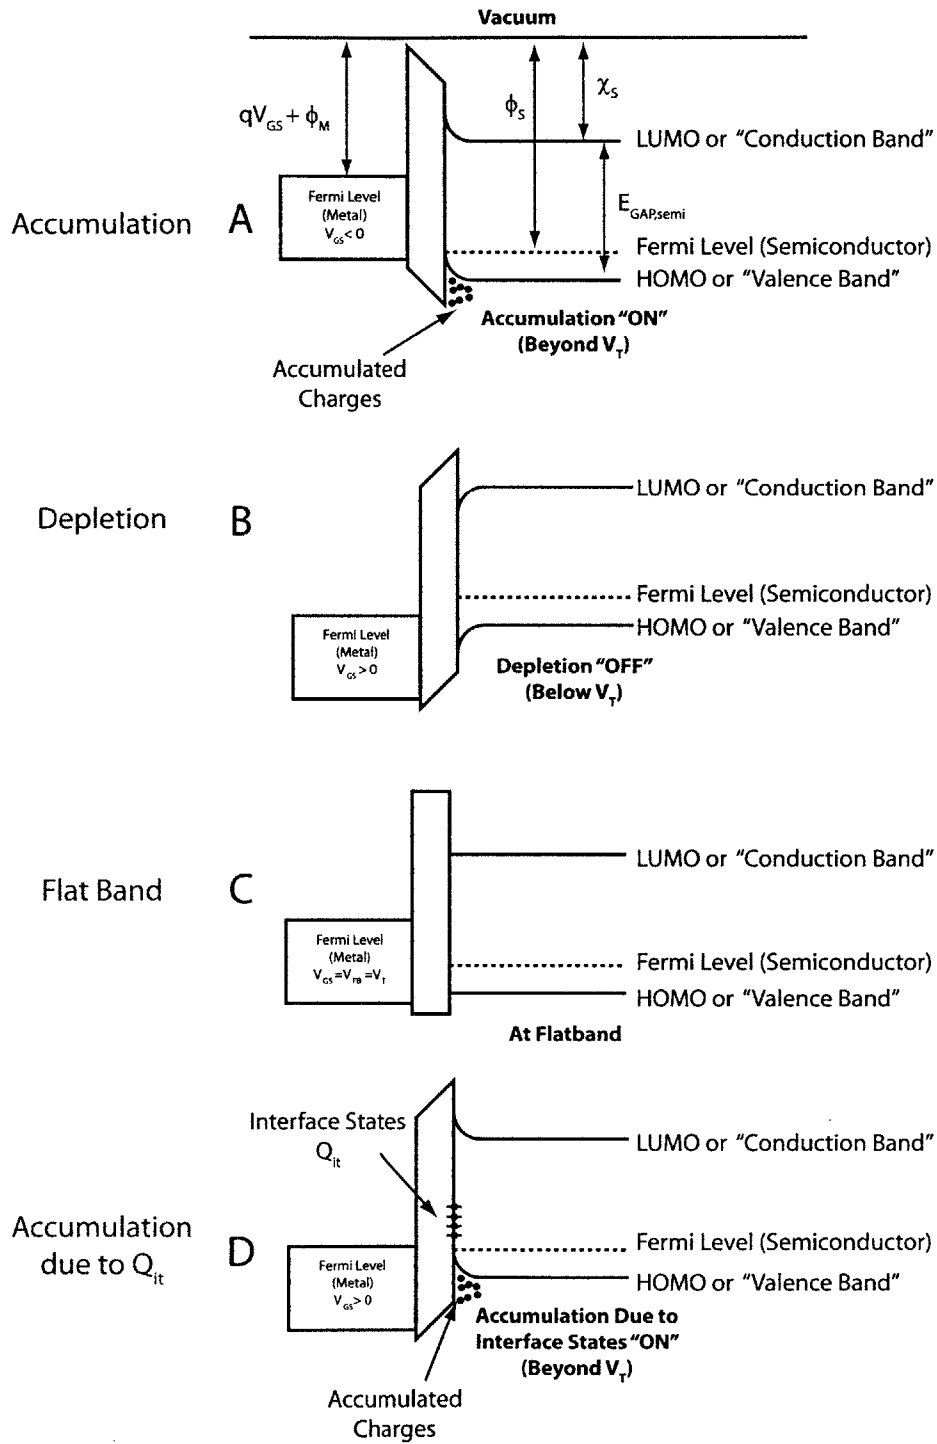 Vacuum
qV_GS + ϕ_M
ϕ_S
χ_S
LUMO or "Conduction Band"
Accumulation
A
Fermi Level
(Metal)
V_GS < 0
E_GAP,semi
Fermi Level (Semiconductor)
HOMO or "Valence Band"
Accumulation "ON"
(Beyond V_T)
Accumulated
Charges
LUMO or "Conduction Band"
Depletion
B
Fermi Level (Semiconductor)
HOMO or "Valence Band"
Fermi Level
(Metal)
V_GS > 0
Depletion "OFF"
(Below V_T)
LUMO or "Conduction Band"
Flat Band
C
Fermi Level
(Metal)
V_GS = V_FB = V_T
Fermi Level (Semiconductor)
HOMO or "Valence Band"
At Flatband
Interface States
Q_it
LUMO or "Conduction Band"
Accumulation
due to Q_it
D
Fermi Level (Semiconductor)
HOMO or "Valence Band"
Fermi Level
(Metal)
V_GS > 0
Accumulation Due to
Interface States "ON"
(Beyond V_T)
Accumulated
Charges